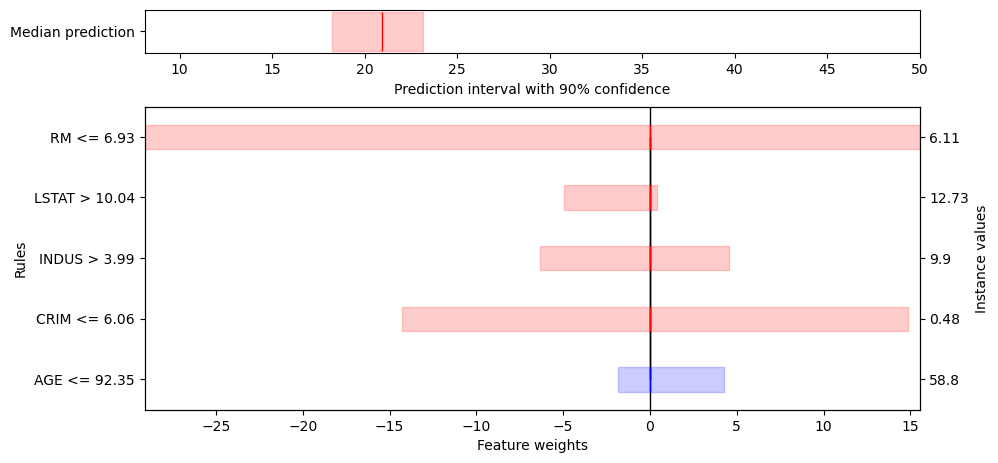 Median prediction
10 15 20 25 30 35 40 45 50
Prediction interval with 90% confidence
Rules
RM <= 6.93 6.11
LSTAT > 10.04 12.73
INDUS > 3.99 9.9
CRIM <= 6.06 0.48
AGE <= 92.35 58.8
Instance values
−25 −20 −15 −10 −5 0 5 10 15
Feature weights